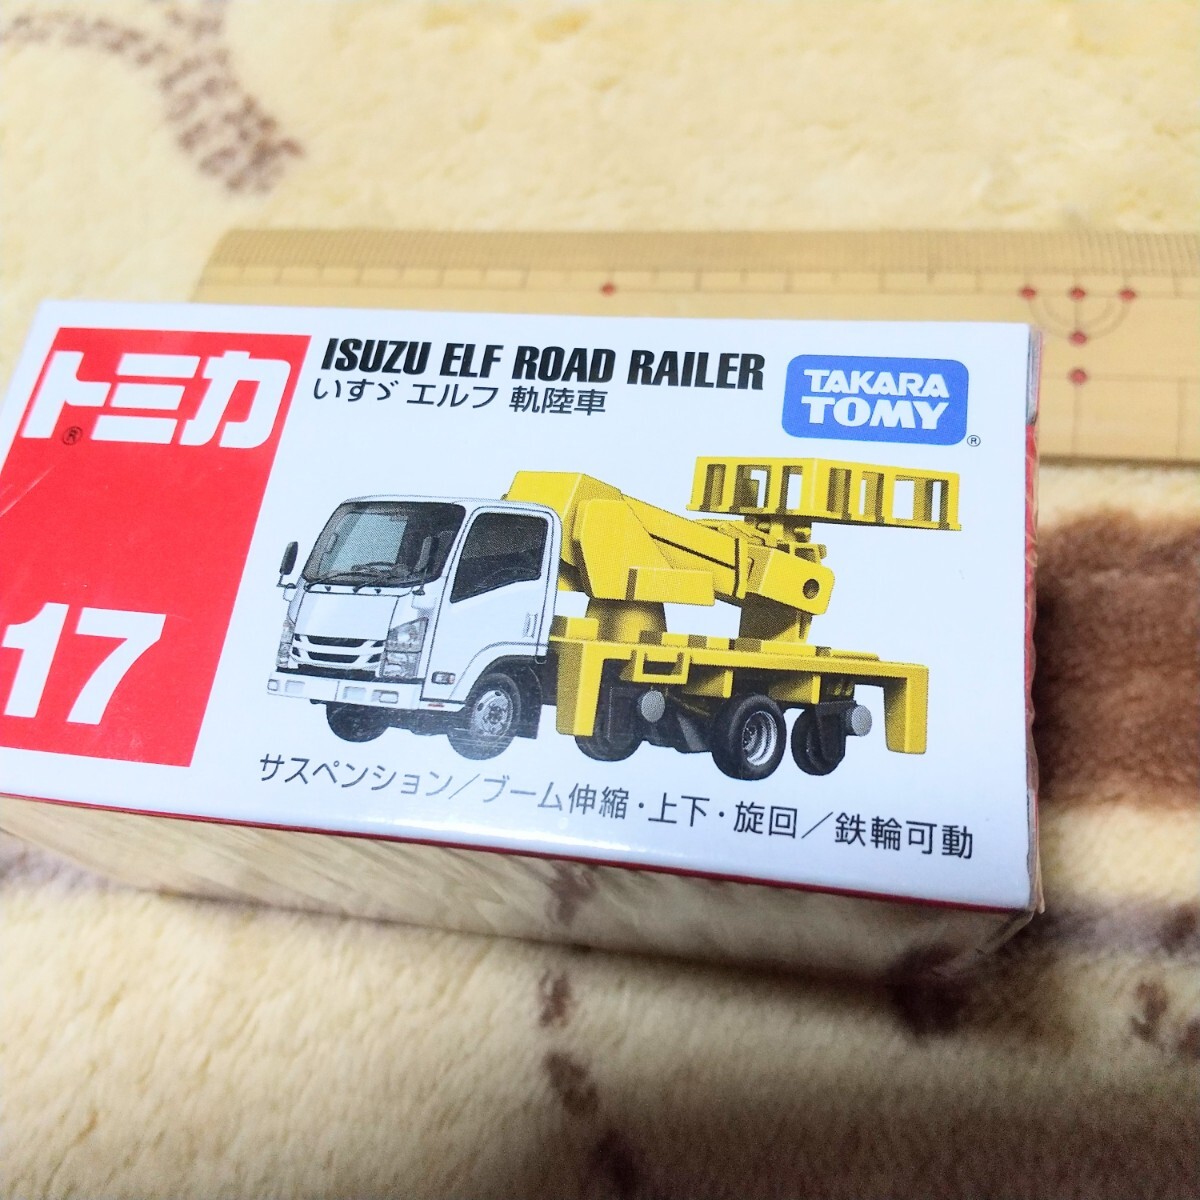 トミカ
®
17
ISUZU ELF ROAD RAILER
いすゞ エルフ 軌陸車
TAKARA
TOMY
®
サスペンション/ブーム伸縮・上下・旋回/鉄輪可動